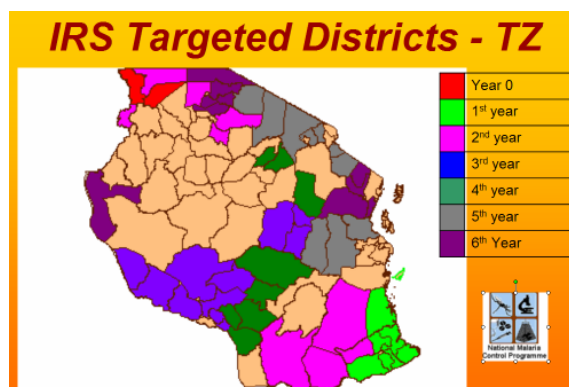 IRS Targeted Districts - TZ
Year 0
1st year
2nd year
3rd year
4th year
5th year
6th Year
National Malaria
Control Programme